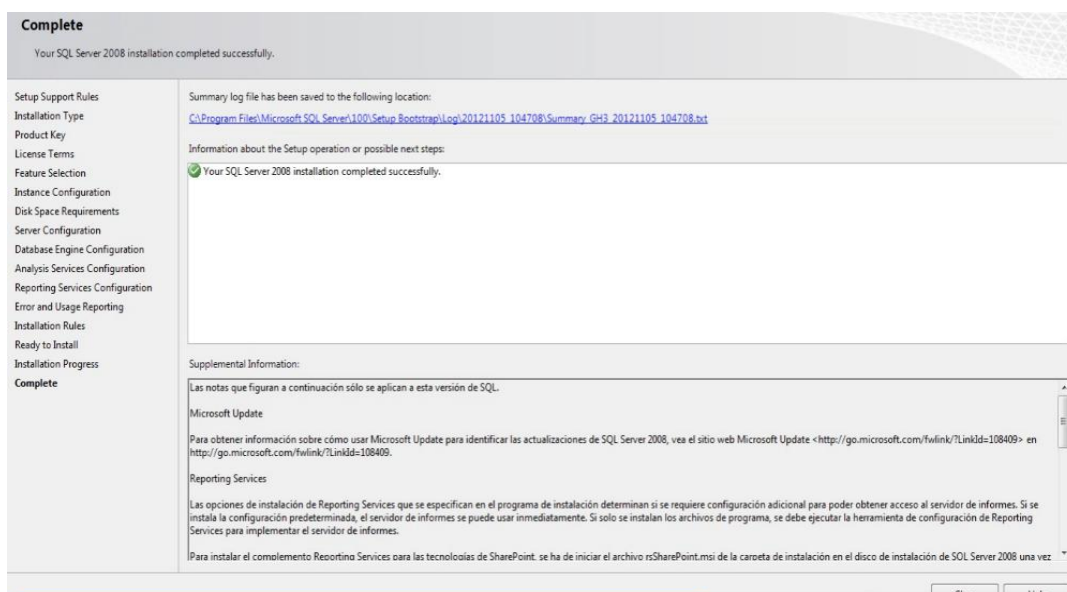 Complete
Your SQL Server 2008 installation completed successfully.
Setup Support Rules
Installation Type
Product Key
License Terms
Feature Selection
Instance Configuration
Disk Space Requirements
Server Configuration
Database Engine Configuration
Analysis Services Configuration
Reporting Services Configuration
Error and Usage Reporting
Installation Rules
Ready to Install
Installation Progress
Complete
Summary log file has been saved to the following location:
C:\Program Files\Microsoft SQL Server\100\Setup Bootstrap\Log\20121105_104708\Summary_GH3_20121105_104708.txt
Information about the Setup operation or possible next steps:
Your SQL Server 2008 installation completed successfully.
Supplemental Information:
Las notas que figuran a continuación sólo se aplican a esta versión de SQL.
Microsoft Update
Para obtener información sobre cómo usar Microsoft Update para identificar las actualizaciones de SQL Server 2008, vea el sitio web Microsoft Update <http://go.microsoft.com/fwlink/?LinkId=108409> en
http://go.microsoft.com/fwlink/?LinkId=108409.
Reporting Services
Las opciones de instalación de Reporting Services que se especifican en el programa de instalación determinan si se requiere configuración adicional para poder obtener acceso al servidor de informes. Si se
instala la configuración predeterminada, el servidor de informes se puede usar inmediatamente. Si solo se instalan los archivos de programa, se debe ejecutar la herramienta de configuración de Reporting
Services para implementar el servidor de informes.
Para instalar el complemento Reporting Services para las tecnologías de SharePoint, se ha de iniciar el archivo rsSharePoint.msi de la carpeta de instalación en el disco de instalación de SQL Server 2008 una vez